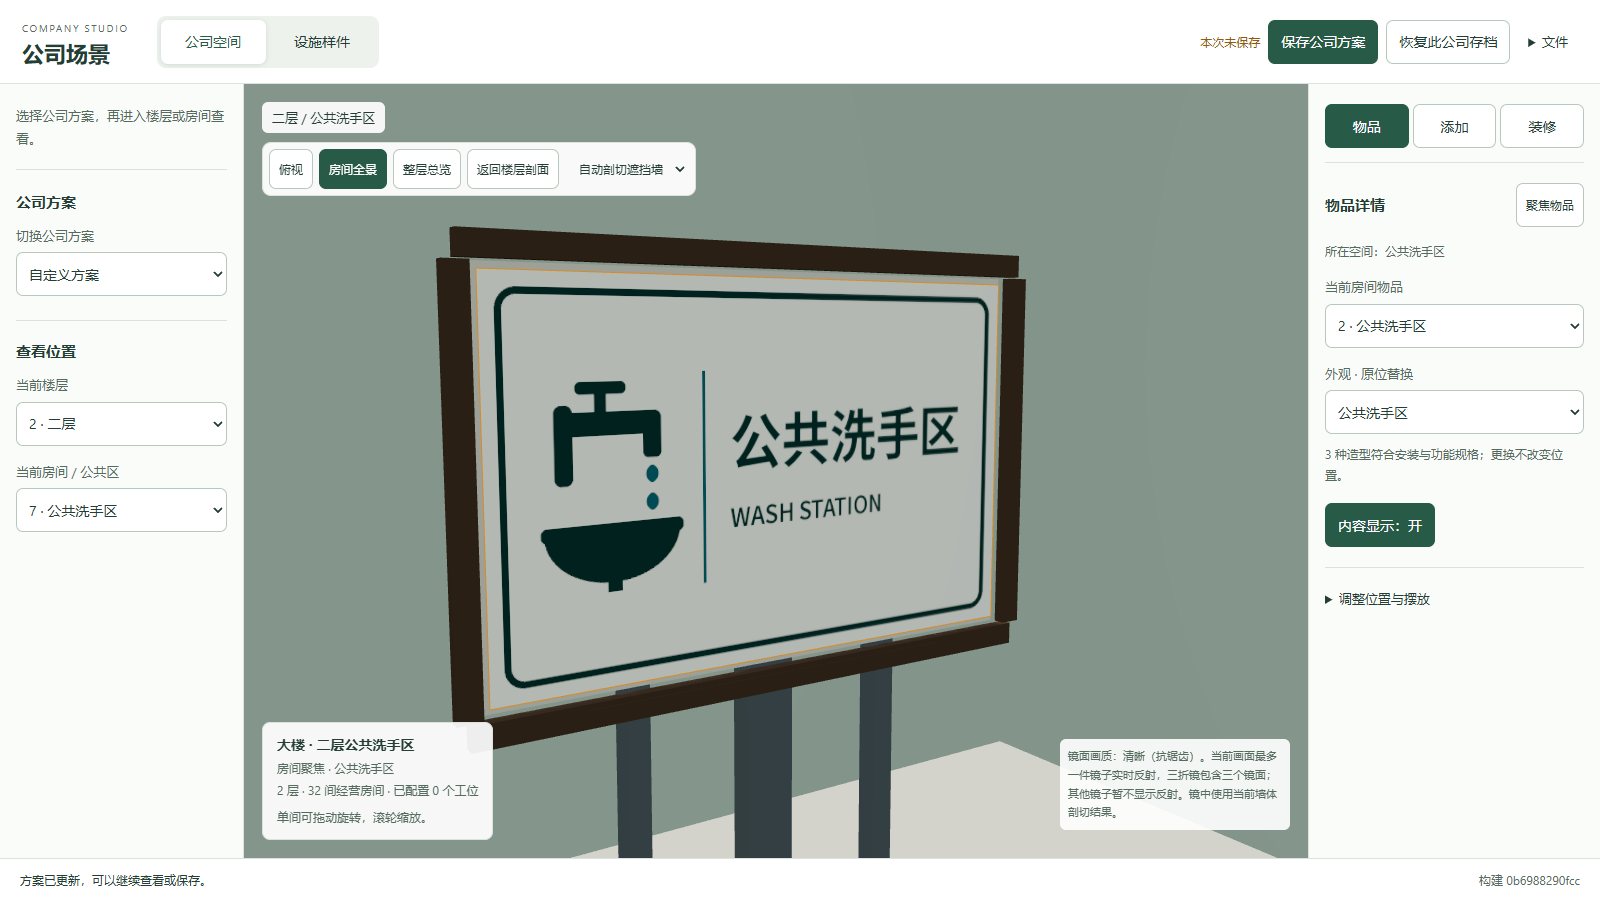 COMPANY STUDIO
公司场景
公司空间
设施样件
本次未保存
保存公司方案
恢复此公司存档
▶ 文件
选择公司方案，再进入楼层或房间查
看。
公司方案
切换公司方案
自定义方案
查看位置
当前楼层
2 · 二层
当前房间 / 公共区
7 · 公共洗手区
二层 / 公共洗手区
俯视
房间全景
整层总览
返回楼层剖面
自动剖切遮挡墙
公共洗手区
WASH STATION
大楼 · 二层公共洗手区
房间聚焦 · 公共洗手区
2 层 · 32 间经营房间 · 已配置 0 个工位
单间可拖动旋转，滚轮缩放。
镜面画质：清晰（抗锯齿）。当前画面最多
一件镜子实时反射，三折镜包含三个镜面；
其他镜子暂不显示反射。镜中使用当前墙体
剖切结果。
物品
添加
装修
物品详情
聚焦物品
所在空间：公共洗手区
当前房间物品
2 · 公共洗手区
外观 · 原位替换
公共洗手区
3 种造型符合安装与功能规格；更换不改变位
置。
内容显示：开
▶ 调整位置与摆放
方案已更新，可以继续查看或保存。
构建 0b6988290fcc